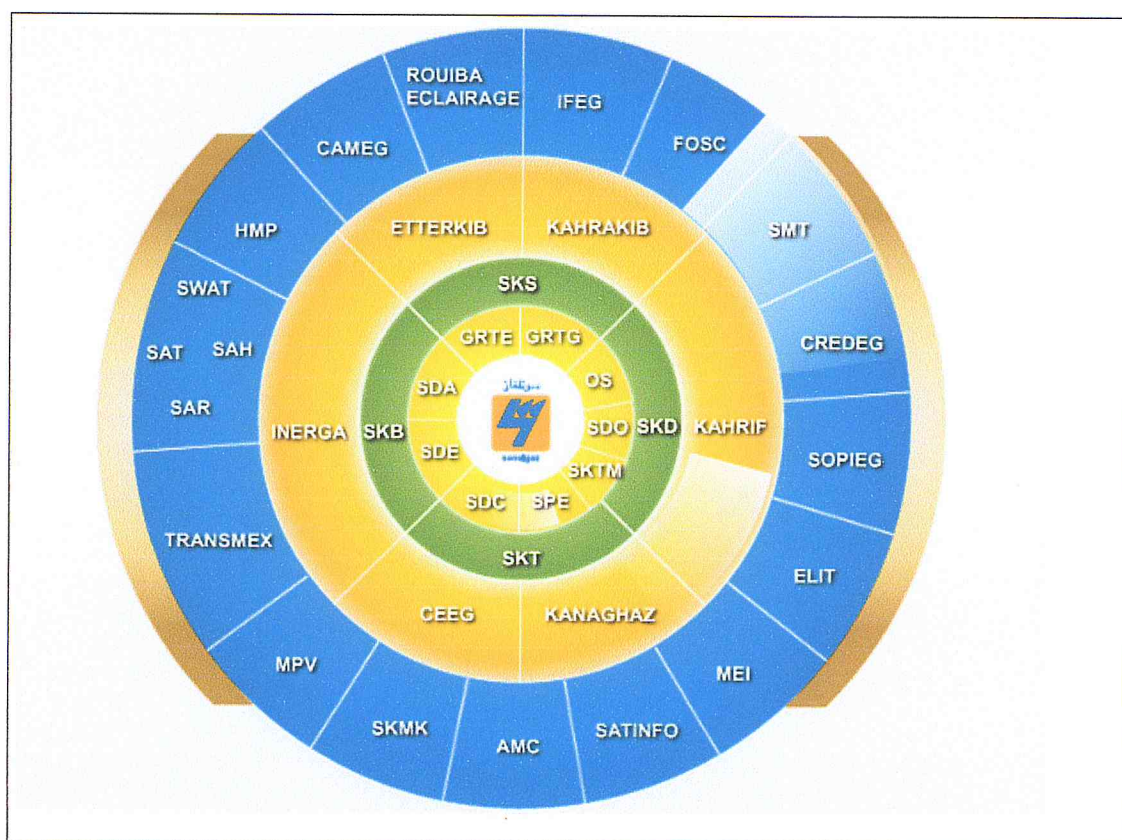 ROUIBA
ECLAIRAGE
IFEG
FOSC
CAMEG
HMP
SMT
ETTERKIB
KAHRAKIB
SWAT
SKS
SAT
SAH
GRTE
GRTG
CREDEG
SDA
سونلغاز
OS
SAR
INERGA
SKB
SDO
SKD
KAHRIF
SDE
sonelgaz
SKTM
SOPIEG
SDC
SPE
TRANSMEX
SKT
ELIT
CEEG
KANAGHAZ
MPV
MEI
SKMK
AMC
SATINFO